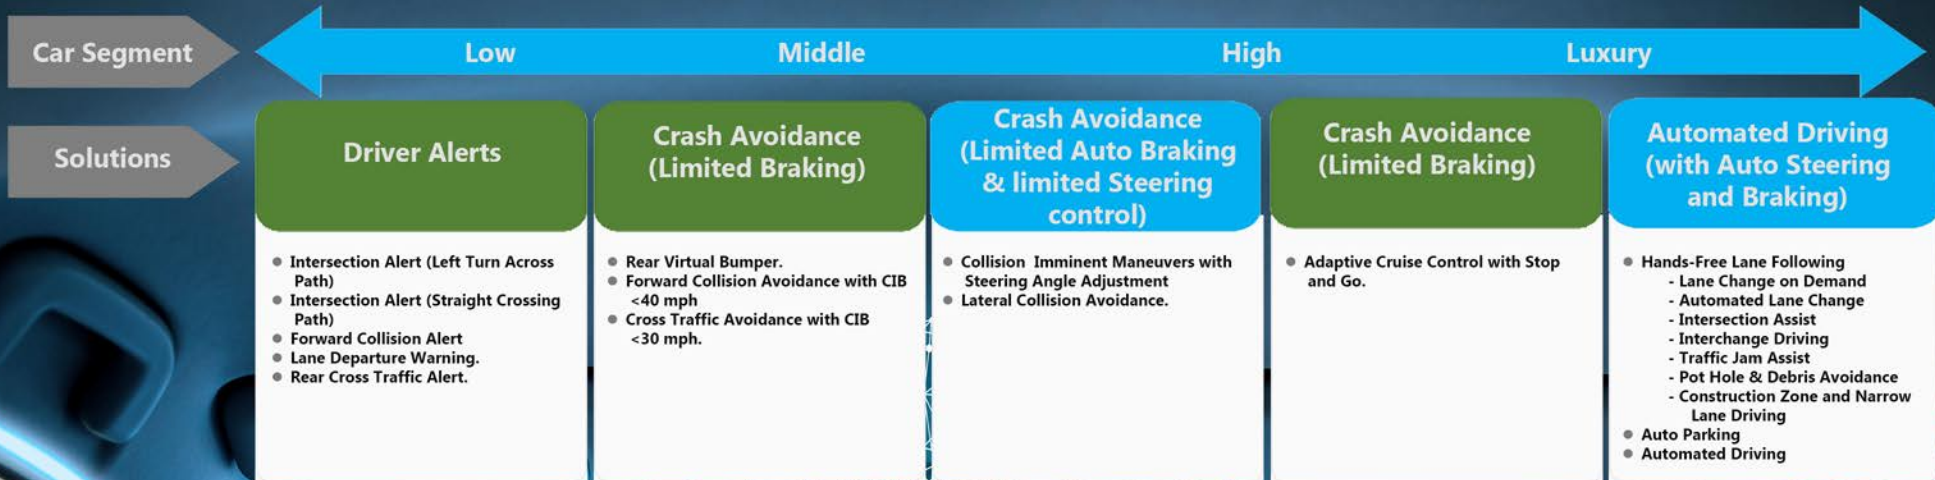 Car Segment
Low
Middle
High
Luxury
Solutions
Driver Alerts
● Intersection Alert (Left Turn Across
Path)
● Intersection Alert (Straight Crossing
Path)
● Forward Collision Alert
● Lane Departure Warning.
● Rear Cross Traffic Alert.
Crash Avoidance
(Limited Braking)
● Rear Virtual Bumper.
● Forward Collision Avoidance with CIB
<40 mph
● Cross Traffic Avoidance with CIB
<30 mph.
Crash Avoidance
(Limited Auto Braking
& limited Steering
control)
● Collision Imminent Maneuvers with
Steering Angle Adjustment
● Lateral Collision Avoidance.
Crash Avoidance
(Limited Braking)
● Adaptive Cruise Control with Stop
and Go.
Automated Driving
(with Auto Steering
and Braking)
● Hands-Free Lane Following
- Lane Change on Demand
- Automated Lane Change
- Intersection Assist
- Interchange Driving
- Traffic Jam Assist
- Pot Hole & Debris Avoidance
- Construction Zone and Narrow
Lane Driving
● Auto Parking
● Automated Driving